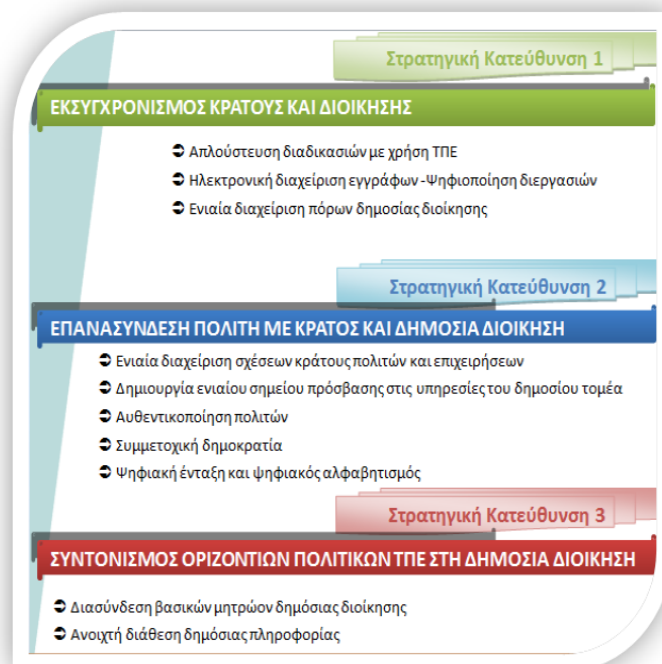 Στρατηγική Κατεύθυνση 1
ΕΚΣΥΓΧΡΟΝΙΣΜΟΣ ΚΡΑΤΟΥΣ ΚΑΙ ΔΙΟΙΚΗΣΗΣ
➲ Απλούστευση διαδικασιών με χρήση ΤΠΕ
➲ Ηλεκτρονική διαχείριση εγγράφων -Ψηφιοποίηση διεργασιών
➲ Ενιαία διαχείριση πόρων δημοσίας διοίκησης
Στρατηγική Κατεύθυνση 2
ΕΠΑΝΑΣΥΝΔΕΣΗ ΠΟΛΙΤΗ ΜΕ ΚΡΑΤΟΣ ΚΑΙ ΔΗΜΟΣΙΑ ΔΙΟΙΚΗΣΗ
➲ Ενιαία διαχείριση σχέσεων κράτους πολιτών και επιχειρήσεων
➲ Δημιουργία ενιαίου σημείου πρόσβασης στις υπηρεσίες του δημοσίου τομέα
➲ Αυθεντικοποίηση πολιτών
➲ Συμμετοχική δημοκρατία
➲ Ψηφιακή ένταξη και ψηφιακός αλφαβητισμός
Στρατηγική Κατεύθυνση 3
ΣΥΝΤΟΝΙΣΜΟΣ ΟΡΙΖΟΝΤΙΩΝ ΠΟΛΙΤΙΚΩΝ ΤΠΕ ΣΤΗ ΔΗΜΟΣΙΑ ΔΙΟΙΚΗΣΗ
➲ Διασύνδεση βασικών μητρώον δημόσιας διοίκησης
➲ Ανοιχτή διάθεση δημόσιας πληροφορίας